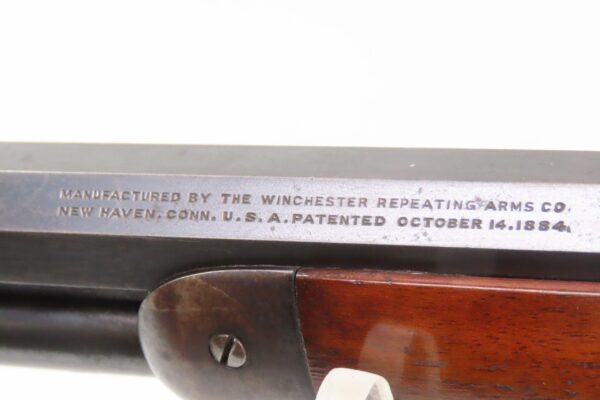 MANUFACTURED BY THE WINCHESTER REPEATING ARMS CO.
NEW HAVEN. CONN. U.S.A. PATENTED OCTOBER 14.1884.